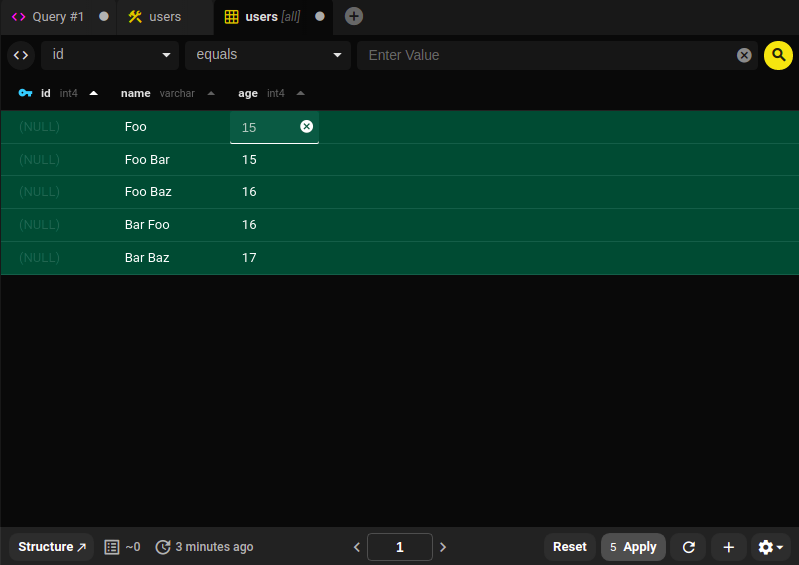 Query #1 users users [all]
id equals Enter Value
id int4 name varchar age int4
(NULL) Foo 15
(NULL) Foo Bar 15
(NULL) Foo Baz 16
(NULL) Bar Foo 16
(NULL) Bar Baz 17
Structure ~0 3 minutes ago 1 Reset 5 Apply